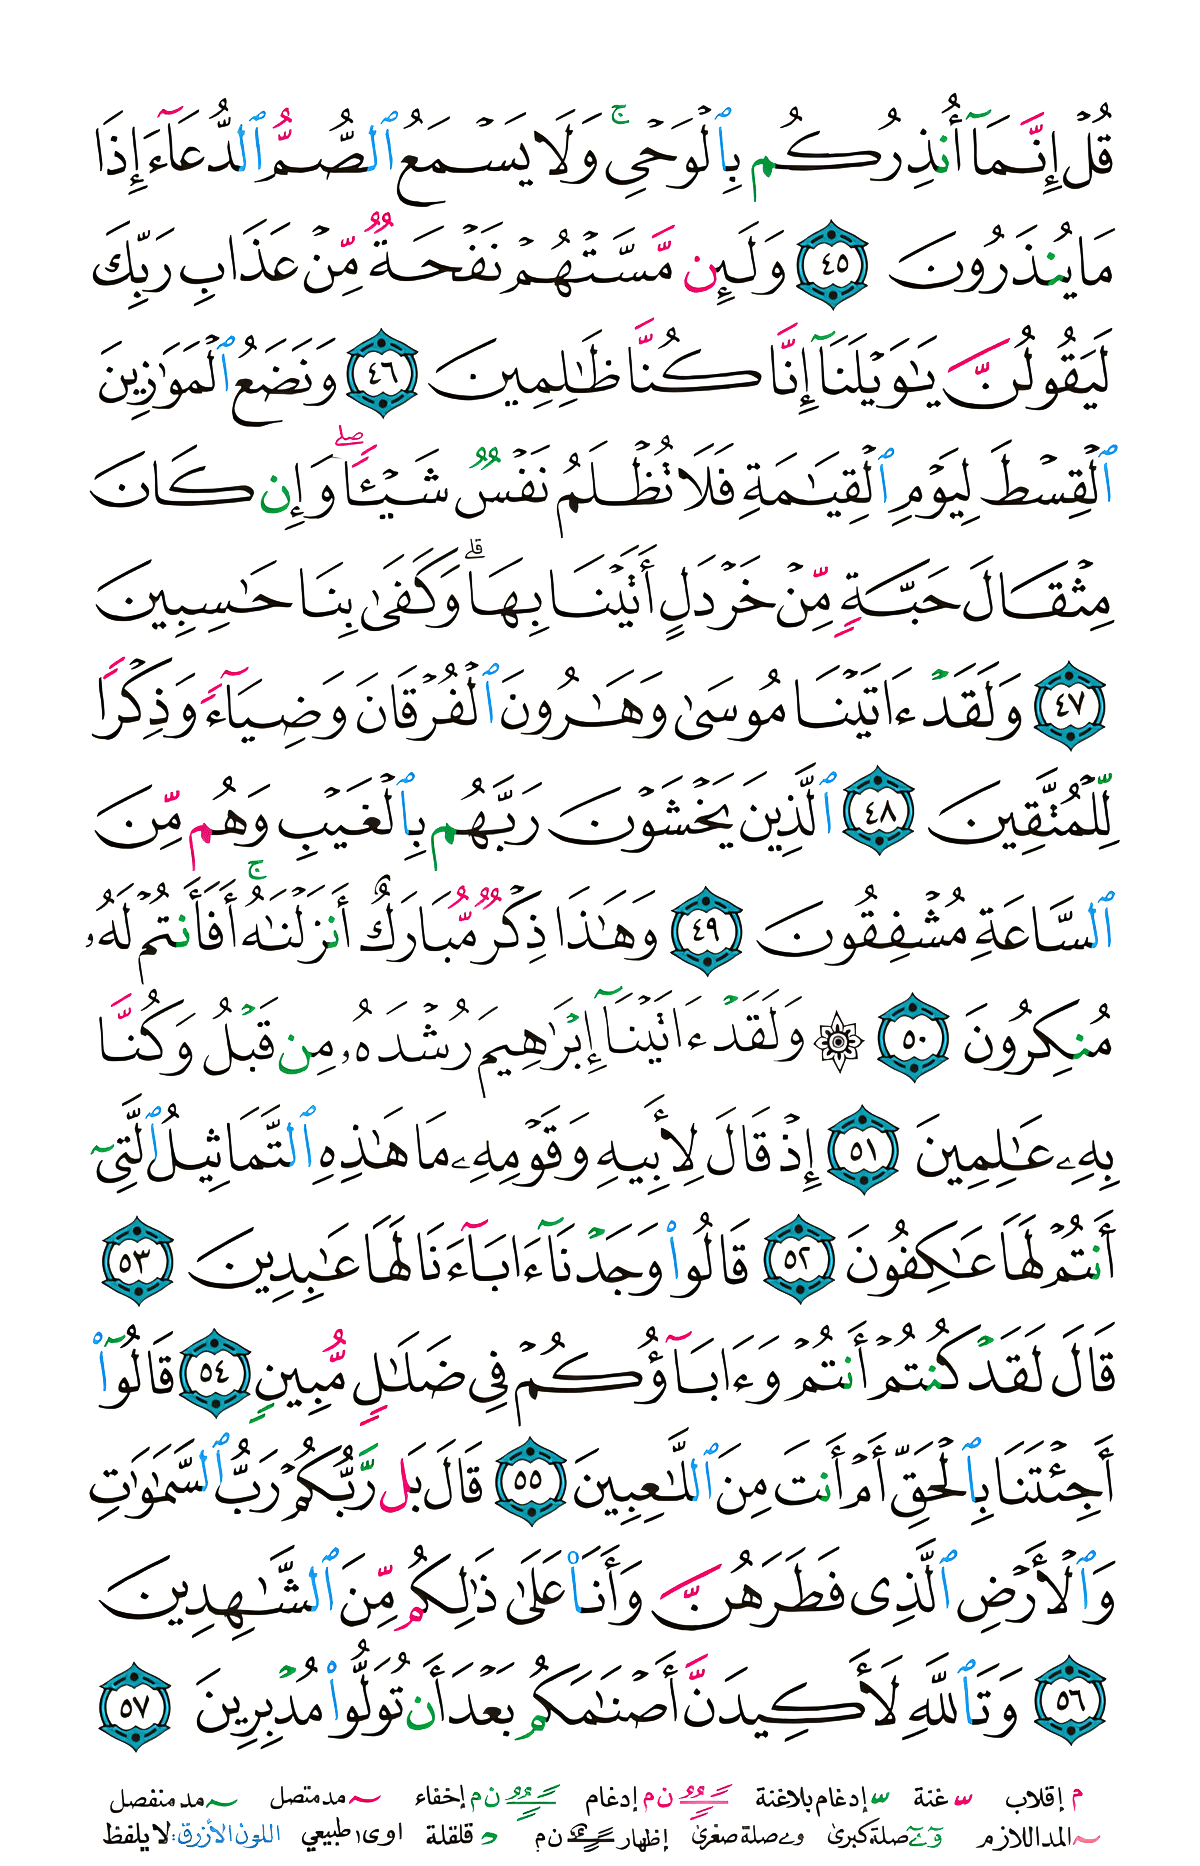 قُلْ إِنَّمَآ أُنذِرُكُم بِٱلْوَحْىِ ۚ وَلَا يَسْمَعُ ٱلصُّمُّ ٱلدُّعَآءَ إِذَا
مَا يُنذَرُونَ ٤٥ وَلَئِن مَّسَّتْهُمْ نَفْحَةٌ مِّنْ عَذَابِ رَبِّكَ
لَيَقُولُنَّ يَٰوَيْلَنَآ إِنَّا كُنَّا ظَٰلِمِينَ ٤٦ وَنَضَعُ ٱلْمَوَٰزِينَ
ٱلْقِسْطَ لِيَوْمِ ٱلْقِيَٰمَةِ فَلَا تُظْلَمُ نَفْسٌ شَيْـًٔا ۖ وَإِن كَانَ
مِثْقَالَ حَبَّةٍ مِّنْ خَرْدَلٍ أَتَيْنَا بِهَا ۗ وَكَفَىٰ بِنَا حَٰسِبِينَ
٤٧ وَلَقَدْ ءَاتَيْنَا مُوسَىٰ وَهَٰرُونَ ٱلْفُرْقَانَ وَضِيَآءً وَذِكْرًا
لِّلْمُتَّقِينَ ٤٨ ٱلَّذِينَ يَخْشَوْنَ رَبَّهُم بِٱلْغَيْبِ وَهُم مِّنَ
ٱلسَّاعَةِ مُشْفِقُونَ ٤٩ وَهَٰذَا ذِكْرٌ مُّبَارَكٌ أَنزَلْنَٰهُ ۚ أَفَأَنتُمْ لَهُۥ
مُنكِرُونَ ٥٠ ۞ وَلَقَدْ ءَاتَيْنَآ إِبْرَٰهِيمَ رُشْدَهُۥ مِن قَبْلُ وَكُنَّا
بِهِۦ عَٰلِمِينَ ٥١ إِذْ قَالَ لِأَبِيهِ وَقَوْمِهِۦ مَا هَٰذِهِ ٱلتَّمَاثِيلُ ٱلَّتِىٓ
أَنتُمْ لَهَا عَٰكِفُونَ ٥٢ قَالُوا۟ وَجَدْنَآ ءَابَآءَنَا لَهَا عَٰبِدِينَ ٥٣
قَالَ لَقَدْ كُنتُمْ أَنتُمْ وَءَابَآؤُكُمْ فِى ضَلَٰلٍ مُّبِينٍ ٥٤ قَالُوٓا۟
أَجِئْتَنَا بِٱلْحَقِّ أَمْ أَنتَ مِنَ ٱللَّٰعِبِينَ ٥٥ قَالَ بَل رَّبُّكُمْ رَبُّ ٱلسَّمَٰوَٰتِ
وَٱلْأَرْضِ ٱلَّذِى فَطَرَهُنَّ وَأَنَا۠ عَلَىٰ ذَٰلِكُم مِّنَ ٱلشَّٰهِدِينَ
٥٦ وَتَٱللَّهِ لَأَكِيدَنَّ أَصْنَٰمَكُم بَعْدَ أَن تُوَلُّوا۟ مُدْبِرِينَ ٥٧
م إقلاب ّ غنة ّ إدغام بلاغنة ن م إدغام ن م إخفاء ~ مد متصل ~ مد منفصل
~ المد اللازم و ے صلة كبرى و ے صلة صغرى إظهار ن م د قلقلة ا و ى طبيعي اللون الأزرق: لا يلفظ